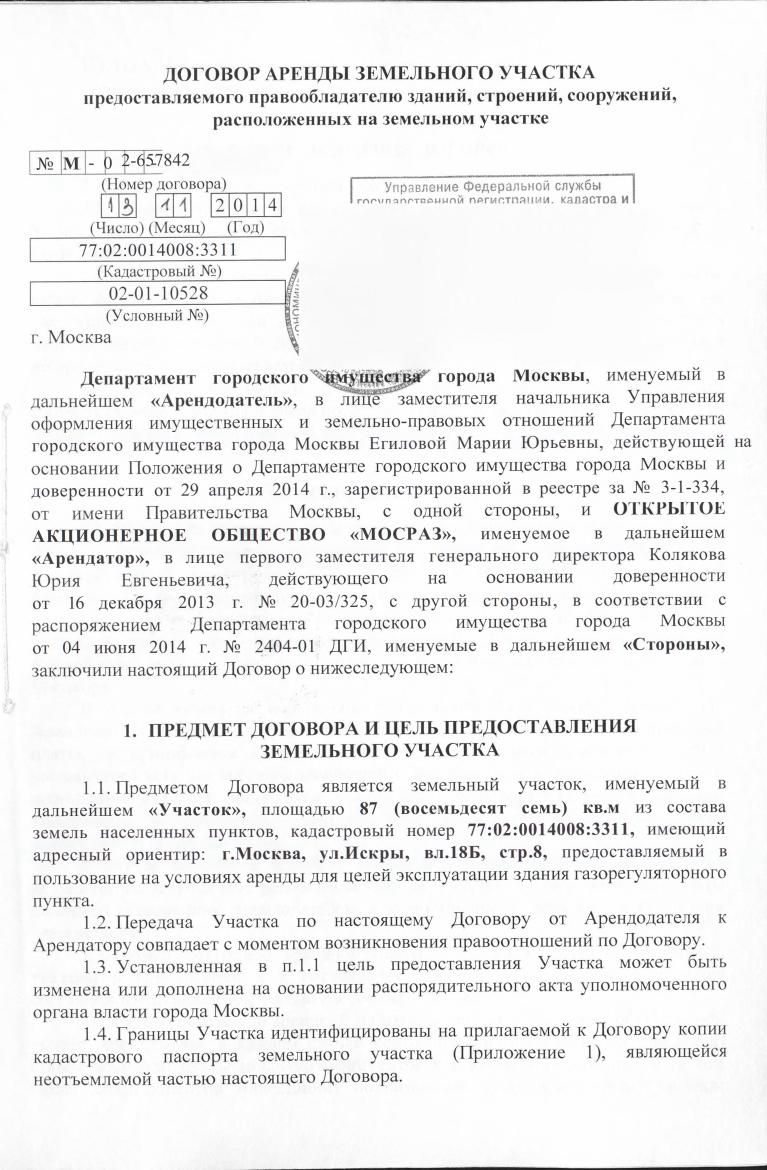 ДОГОВОР АРЕНДЫ ЗЕМЕЛЬНОГО УЧАСТКА
предоставляемого правообладателю зданий, строений, сооружений,
расположенных на земельном участке
№ М - 0 2-657842
(Номер договора)
13 11 2014
(Число) (Месяц) (Год)
77:02:0014008:3311
(Кадастровый №)
02-01-10528
(Условный №)
г. Москва
Управление Федеральной службы
государственной регистрации, кадастра и
Департамент городского имущества города Москвы, именуемый в
дальнейшем «Арендодатель», в лице заместителя начальника Управления
оформления имущественных и земельно-правовых отношений Департамента
городского имущества города Москвы Егиловой Марии Юрьевны, действующей на
основании Положения о Департаменте городского имущества города Москвы и
доверенности от 29 апреля 2014 г., зарегистрированной в реестре за № 3-1-334,
от имени Правительства Москвы, с одной стороны, и ОТКРЫТОЕ
АКЦИОНЕРНОЕ ОБЩЕСТВО «МОСРАЗ», именуемое в дальнейшем
«Арендатор», в лице первого заместителя генерального директора Колякова
Юрия Евгеньевича, действующего на основании доверенности
от 16 декабря 2013 г. № 20-03/325, с другой стороны, в соответствии с
распоряжением Департамента городского имущества города Москвы
от 04 июня 2014 г. № 2404-01 ДГИ, именуемые в дальнейшем «Стороны»,
заключили настоящий Договор о нижеследующем:
1. ПРЕДМЕТ ДОГОВОРА И ЦЕЛЬ ПРЕДОСТАВЛЕНИЯ
ЗЕМЕЛЬНОГО УЧАСТКА
1.1. Предметом Договора является земельный участок, именуемый в
дальнейшем «Участок», площадью 87 (восемьдесят семь) кв.м из состава
земель населенных пунктов, кадастровый номер 77:02:0014008:3311, имеющий
адресный ориентир: г.Москва, ул.Искры, вл.18Б, стр.8, предоставляемый в
пользование на условиях аренды для целей эксплуатации здания газорегуляторного
пункта.
1.2. Передача Участка по настоящему Договору от Арендодателя к
Арендатору совпадает с моментом возникновения правоотношений по Договору.
1.3. Установленная в п.1.1 цель предоставления Участка может быть
изменена или дополнена на основании распорядительного акта уполномоченного
органа власти города Москвы.
1.4. Границы Участка идентифицированы на прилагаемой к Договору копии
кадастрового паспорта земельного участка (Приложение 1), являющейся
неотъемлемой частью настоящего Договора.